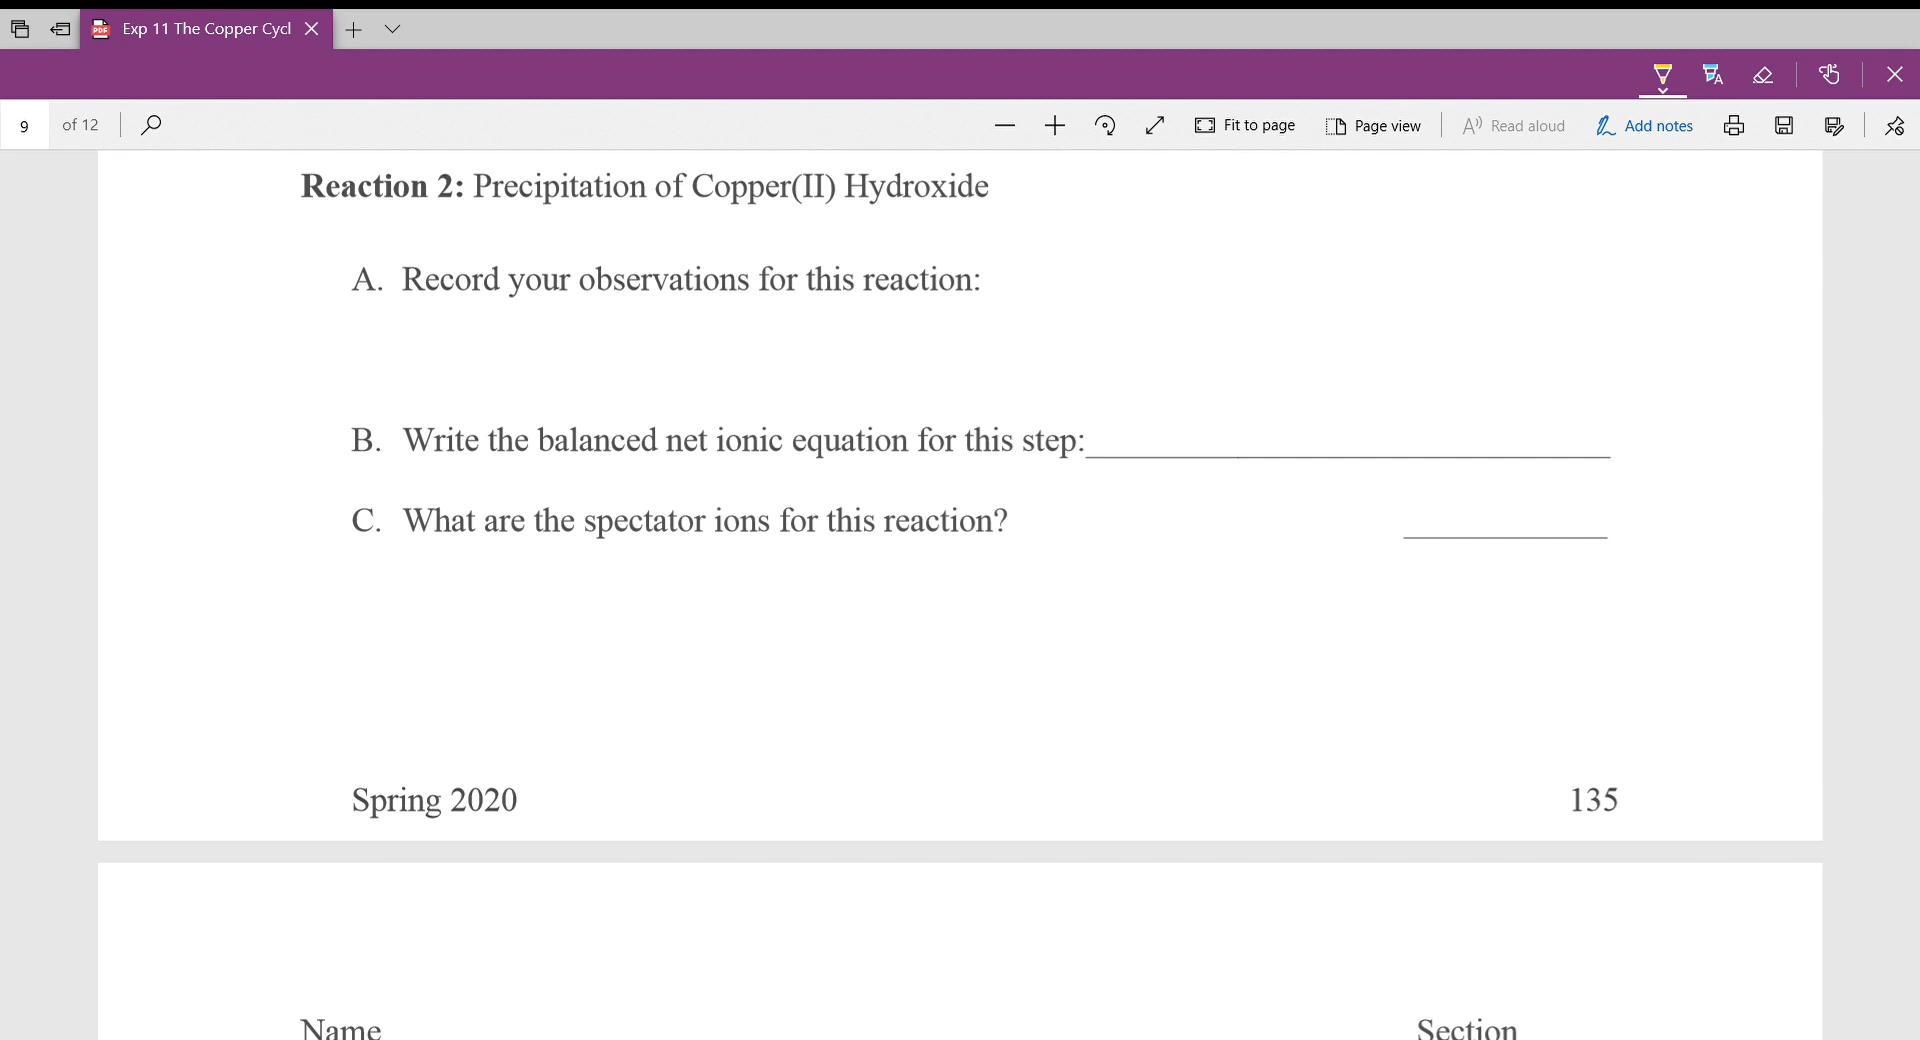 Exp 11 The Copper Cycl
9 of 12 Fit to page Page view Read aloud Add notes
Reaction 2: Precipitation of Copper(II) Hydroxide
A. Record your observations for this reaction:
B. Write the balanced net ionic equation for this step:
C. What are the spectator ions for this reaction?
Spring 2020 135
Name Section